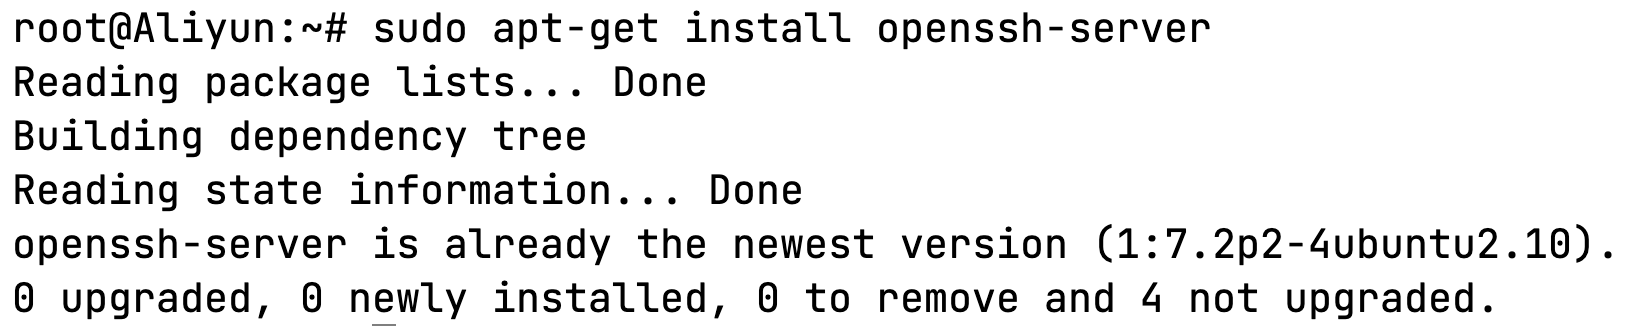 root@Aliyun:~# sudo apt-get install openssh-server
Reading package lists... Done
Building dependency tree
Reading state information... Done
openssh-server is already the newest version (1:7.2p2-4ubuntu2.10).
0 upgraded, 0 newly installed, 0 to remove and 4 not upgraded.